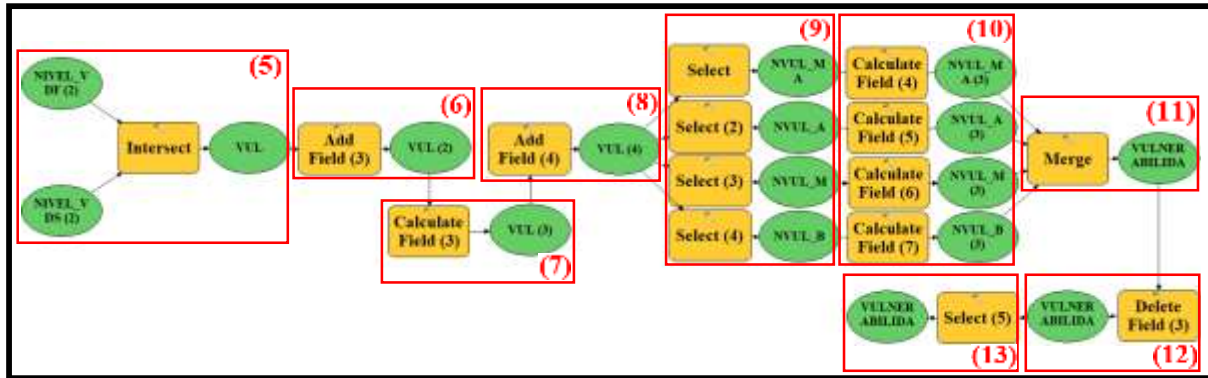 (5)
NIVEL_V
DF (2)
Intersect
VUL
NIVEL_V
DS (2)
(6)
Add
Field (3)
VUL (2)
Calculate
Field (3)
VUL (3)
(7)
(8)
Add
Field (4)
VUL (4)
(9)
Select
NVUL_M
A
Select (2)
NVUL_A
Select (3)
NVUL_M
Select (4)
NVUL_B
(10)
Calculate
Field (4)
NVUL_M
A (3)
Calculate
Field (5)
NVUL_A
(3)
Calculate
Field (6)
NVUL_M
(3)
Calculate
Field (7)
NVUL_B
(3)
(11)
Merge
VULNER
ABILIDA
VULNER
ABILIDA
Select (5)
(13)
VULNER
ABILIDA
Delete
Field (3)
(12)